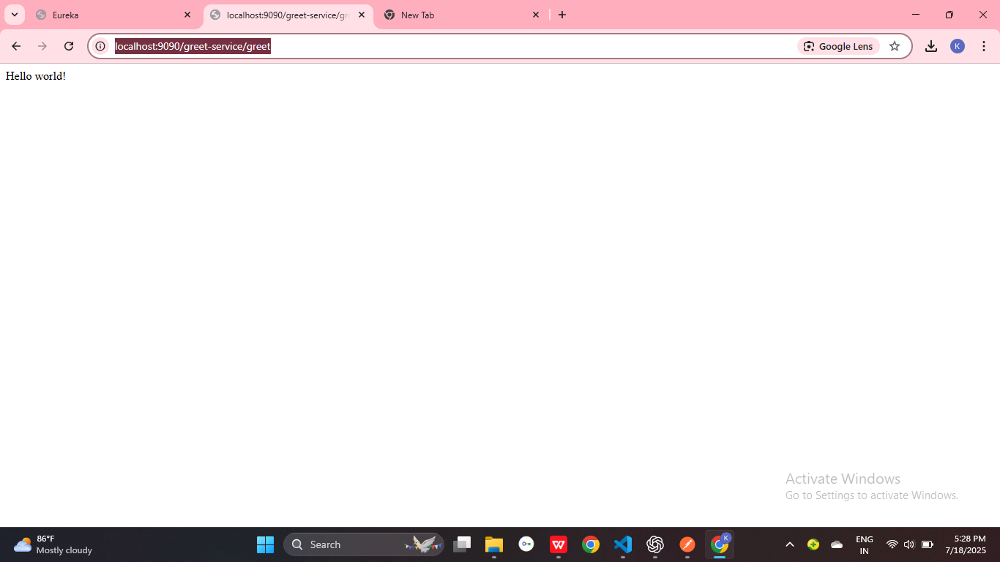 Eureka
localhost:9090/greet-service/gr
New Tab
localhost:9090/greet-service/greet
Google Lens
K
Hello world!
Activate Windows
Go to Settings to activate Windows.
86°F
Mostly cloudy
Search
W
K
ENG
IN
5:28 PM
7/18/2025